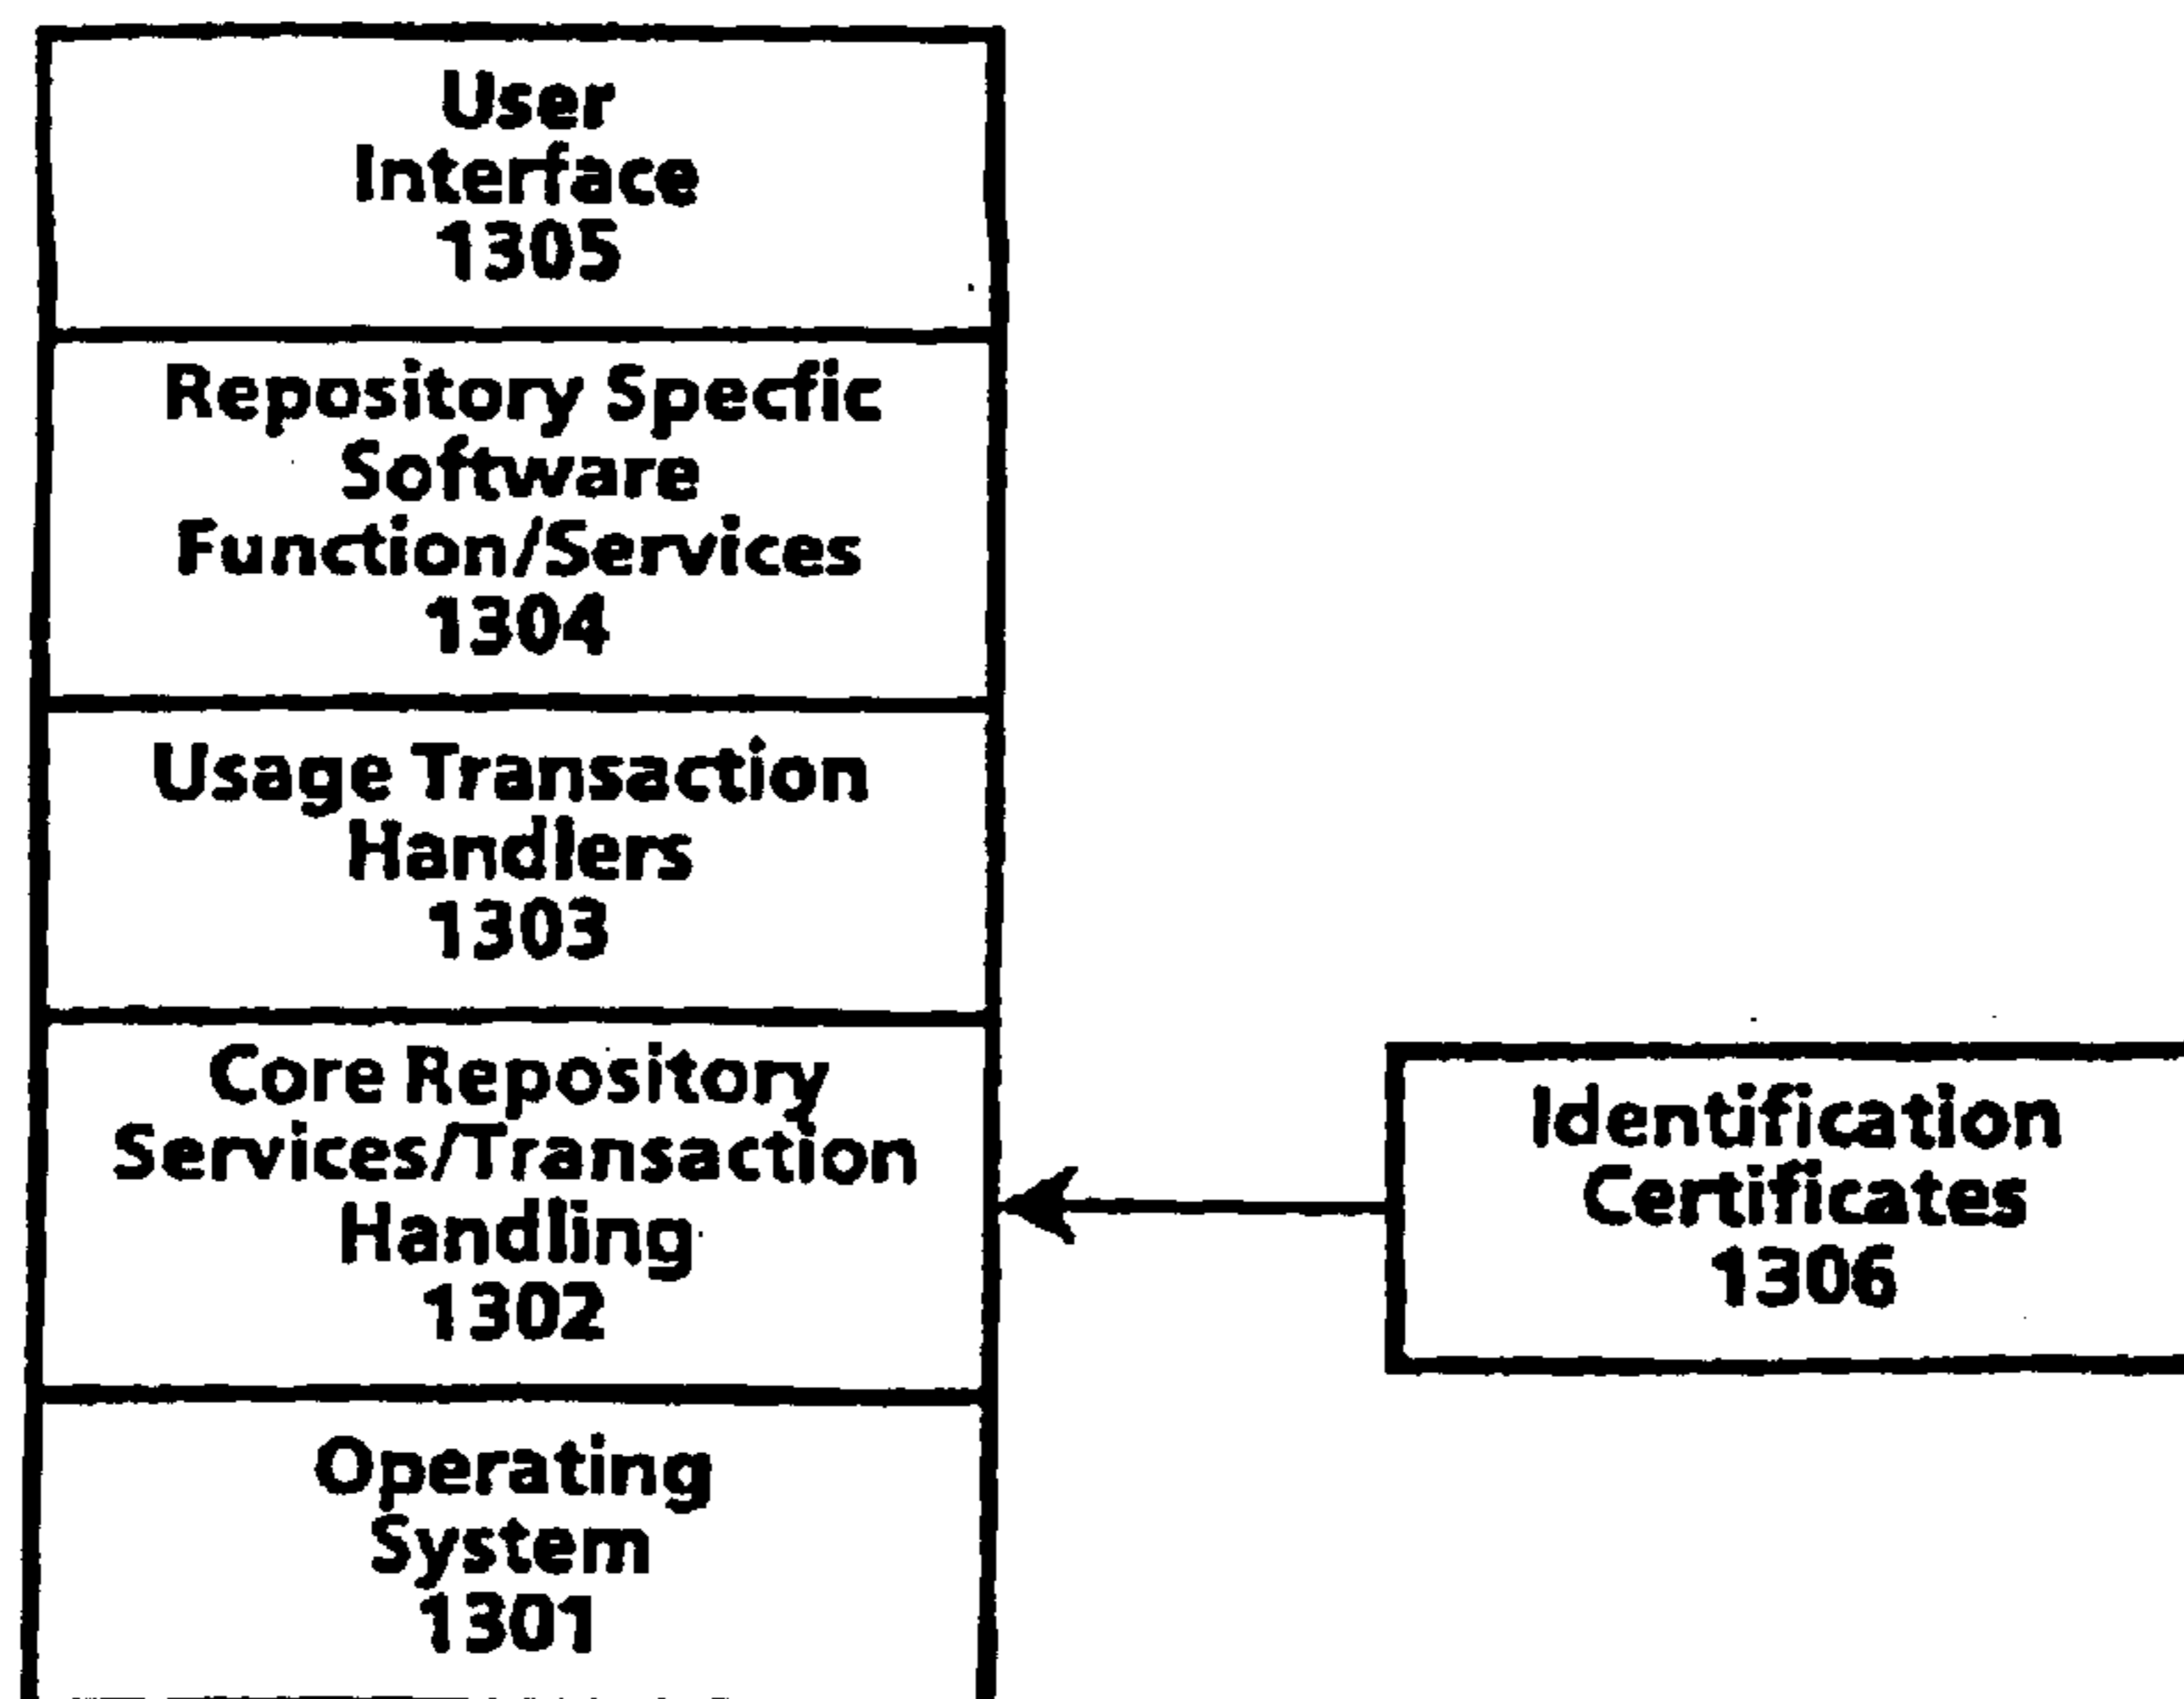 User
Interface
1305
Repository Specfic
Software
Function/Services
1304
Usage Transaction
Handlers
1303
Core Repository
Services/Transaction
Handling
1302
Identification
Certificates
1306
Operating
System
1301